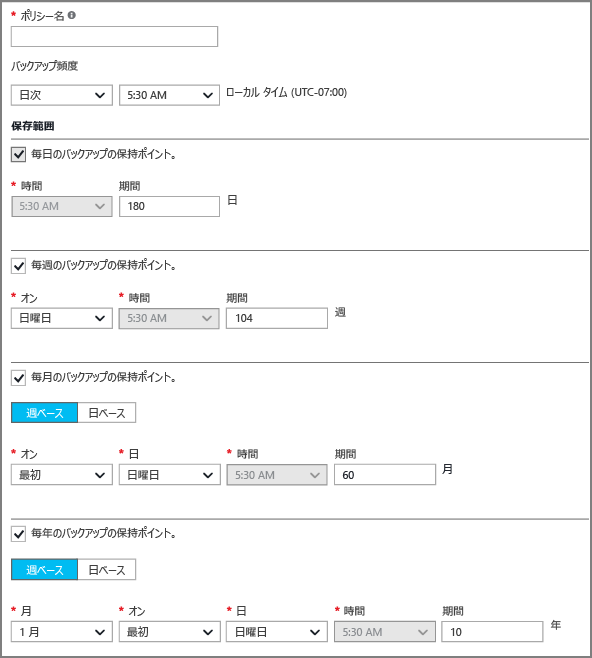 * ポリシー名
バックアップ頻度
日次 5:30 AM ローカル タイム (UTC-07:00)
保存範囲
毎日のバックアップの保持ポイント。
* 時間 期間
5:30 AM 180 日
毎週のバックアップの保持ポイント。
* オン * 時間 期間
日曜日 5:30 AM 104 週
毎月のバックアップの保持ポイント。
週ベース 日ベース
* オン * 日 * 時間 期間
最初 日曜日 5:30 AM 60 月
毎年のバックアップの保持ポイント。
週ベース 日ベース
* 月 * オン * 日 * 時間 期間
1 月 最初 日曜日 5:30 AM 10 年